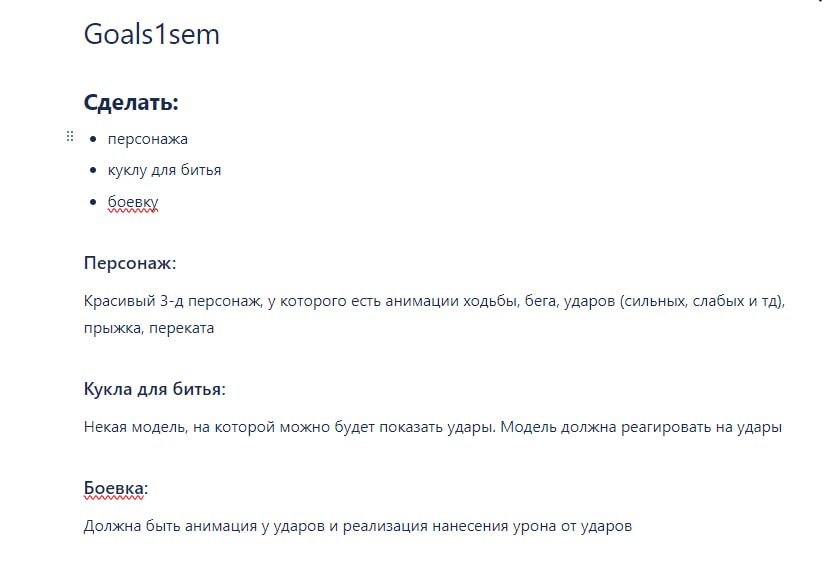 Goals1sem
Сделать:
персонажа
куклу для битья
боевку
Персонаж:
Красивый 3-д персонаж, у которого есть анимации ходьбы, бега, ударов (сильных, слабых и тд),
прыжка, переката
Кукла для битья:
Некая модель, на которой можно будет показать удары. Модель должна реагировать на удары
Боевка:
Должна быть анимация у ударов и реализация нанесения урона от ударов